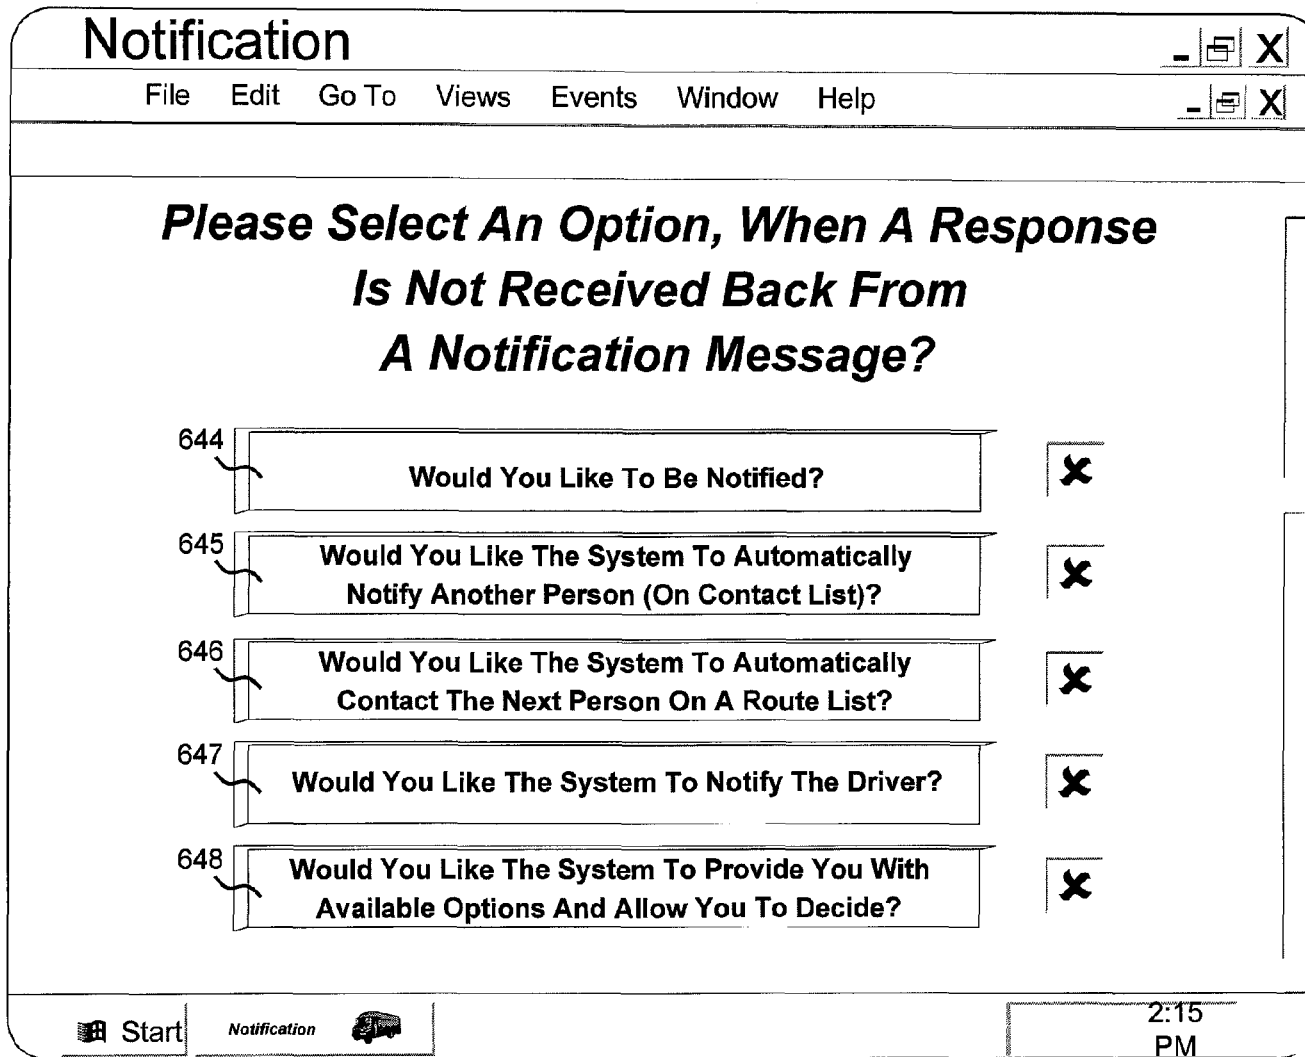 Notification
File Edit Go To Views Events Window Help
Please Select An Option, When A Response
Is Not Received Back From
A Notification Message?
644
Would You Like To Be Notified?
645
Would You Like The System To Automatically
Notify Another Person (On Contact List)?
646
Would You Like The System To Automatically
Contact The Next Person On A Route List?
647
Would You Like The System To Notify The Driver?
648
Would You Like The System To Provide You With
Available Options And Allow You To Decide?
Start Notification 2:15
PM